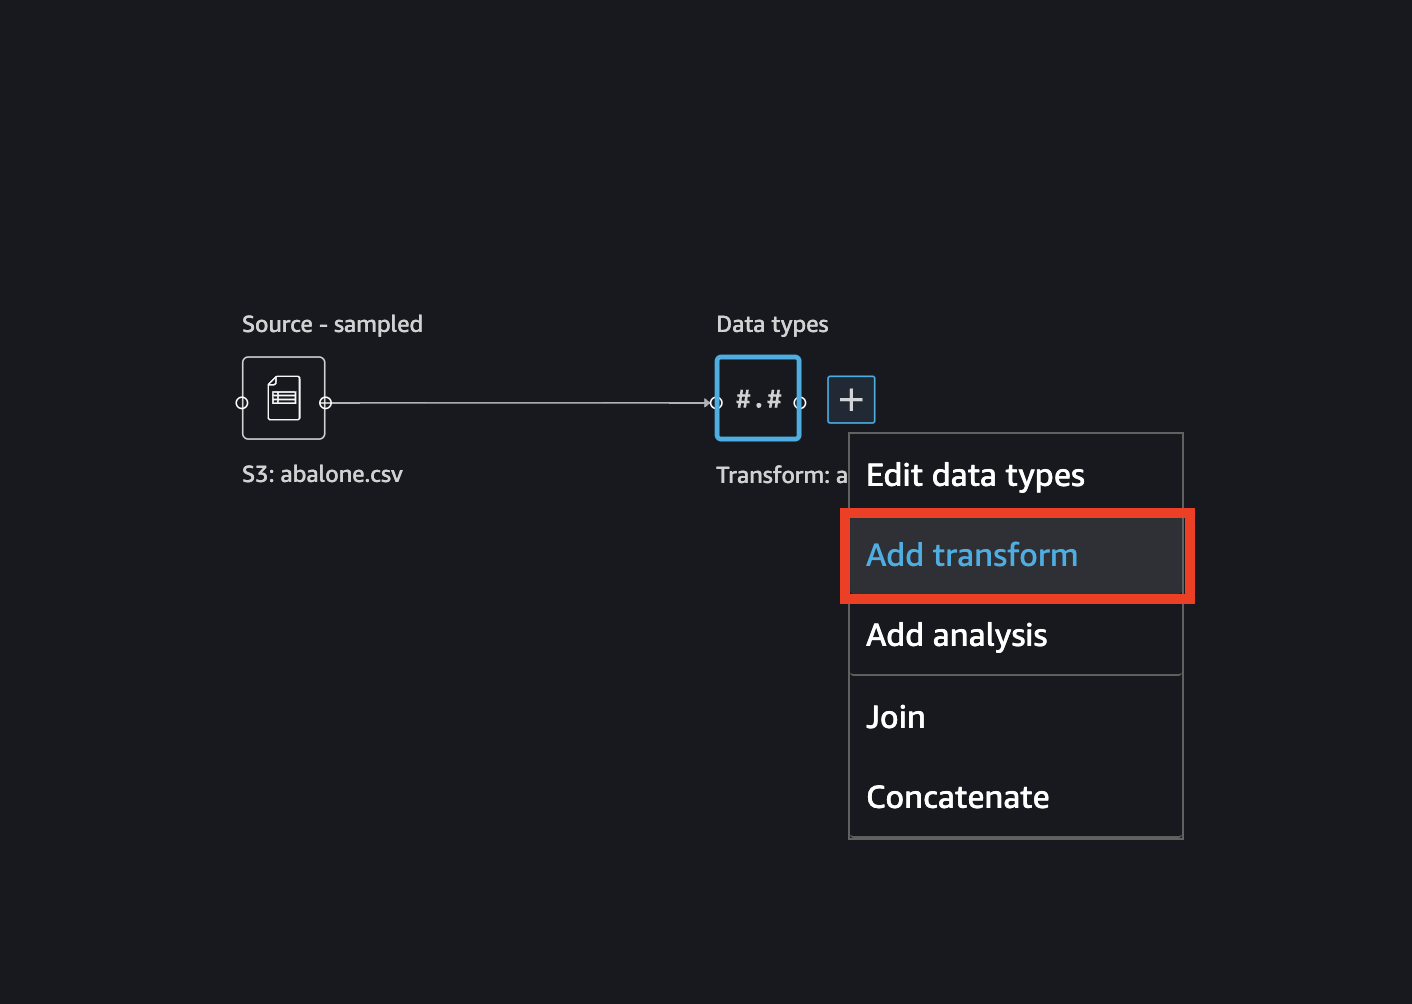 Source - sampled
Data types
#.#
S3: abalone.csv
Transform: a
Edit data types
Add transform
Add analysis
Join
Concatenate